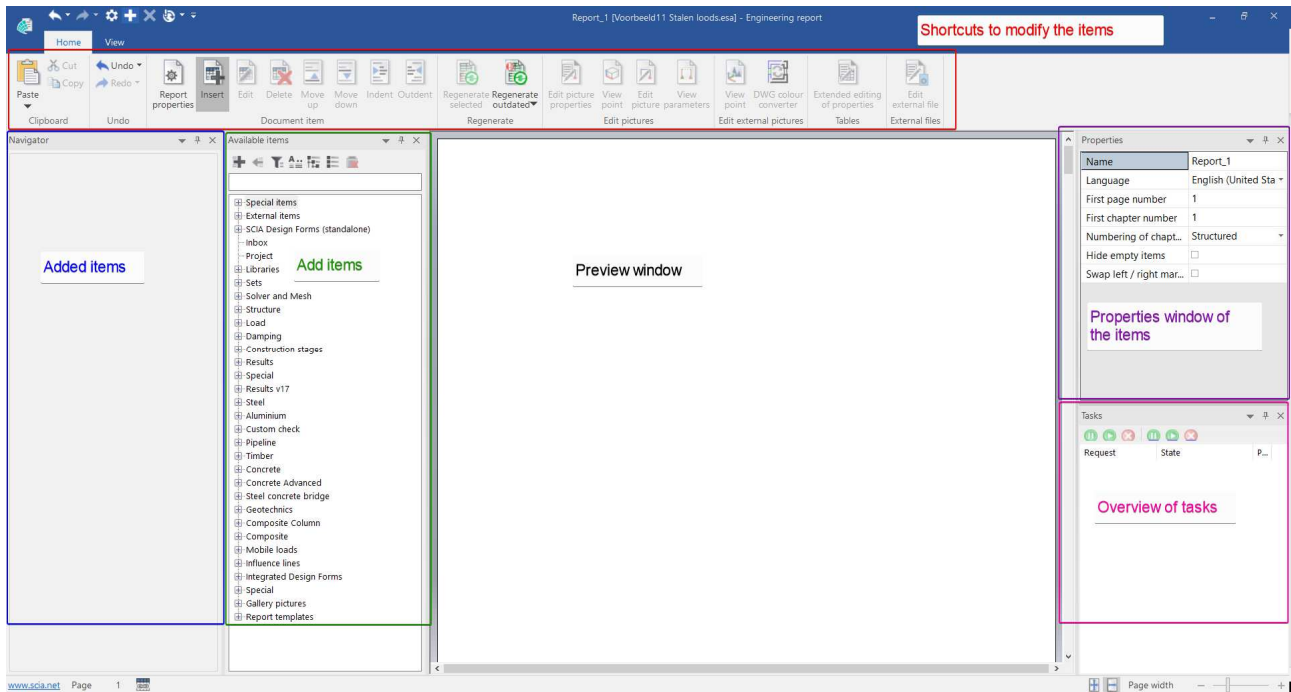 Report_1 [Voorbeeld11 Stalen loods.esa] - Engineering report
Shortcuts to modify the items
Home View
Paste
Cut
Copy
Clipboard
Undo
Redo
Undo
Report properties
Insert
Edit
Delete
Move up
Move down
Indent
Outdent
Document item
Regenerate selected
Regenerate outdated
Regenerate
Edit picture properties
View point
Edit picture
View parameters
Edit pictures
View point
DWG colour converter
Edit external pictures
Extended editing of properties
Tables
Edit external file
External files
Navigator
Added items
Available items
Special items
External items
SCIA Design Forms (standalone)
Inbox
Project
Libraries
Sets
Solver and Mesh
Structure
Load
Damping
Construction stages
Results
Special
Results v17
Steel
Aluminium
Custom check
Pipeline
Timber
Concrete
Concrete Advanced
Steel concrete bridge
Geotechnics
Composite Column
Composite
Mobile loads
Influence lines
Integrated Design Forms
Special
Gallery pictures
Report templates
Add items
Preview window
Properties
Name Report_1
Language English (United Sta
First page number 1
First chapter number 1
Numbering of chapt... Structured
Hide empty items
Swap left / right mar...
Properties window of
the items
Tasks
Request State P...
Overview of tasks
www.scia.net Page 1
Page width